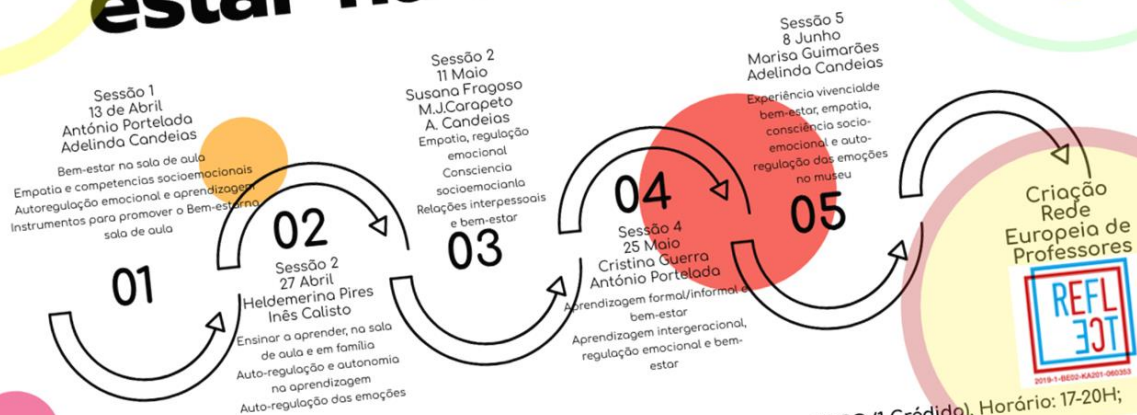 estar
Sessão 1
13 de Abril
António Portelada
Adelinda Candeias
Bem-estar na sala de aula
Empatia e competencias socioemocionais
Autoregulação emocional e aprendizagem
Instrumentos para promover o Bem-estarna
sala de aula
01
02
Sessão 2
27 Abril
Heldemerina Pires
Inês Calisto
Ensinar a aprender, na sala
de aula e em família
Auto-regulação e autonomia
na aprendizagem
Auto-regulação das emoções
Sessão 2
11 Maio
Susana Fragoso
M.J.Carapeto
A. Candeias
Empatia, regulação
emocional
Consciencia
socioemocianla
Relações interpessoais
e bem-estar
03
04
Sessão 4
25 Maio
Cristina Guerra
António Portelada
Aprendizagem formal/informal e
bem-estar
Aprendizagem intergeracional,
regulação emocional e bem-
estar
Sessão 5
8 Junho
Marisa Guimarães
Adelinda Candeias
Experiência vivencialde
bem-estar, empatia,
consciência socio-
emocional e auto-
regulação das emoções
no museu
05
Criação
Rede
Europeia de
Professores
REFL
ECT
2019-1-BE02-KA201-060353
Horário: 17-20H;